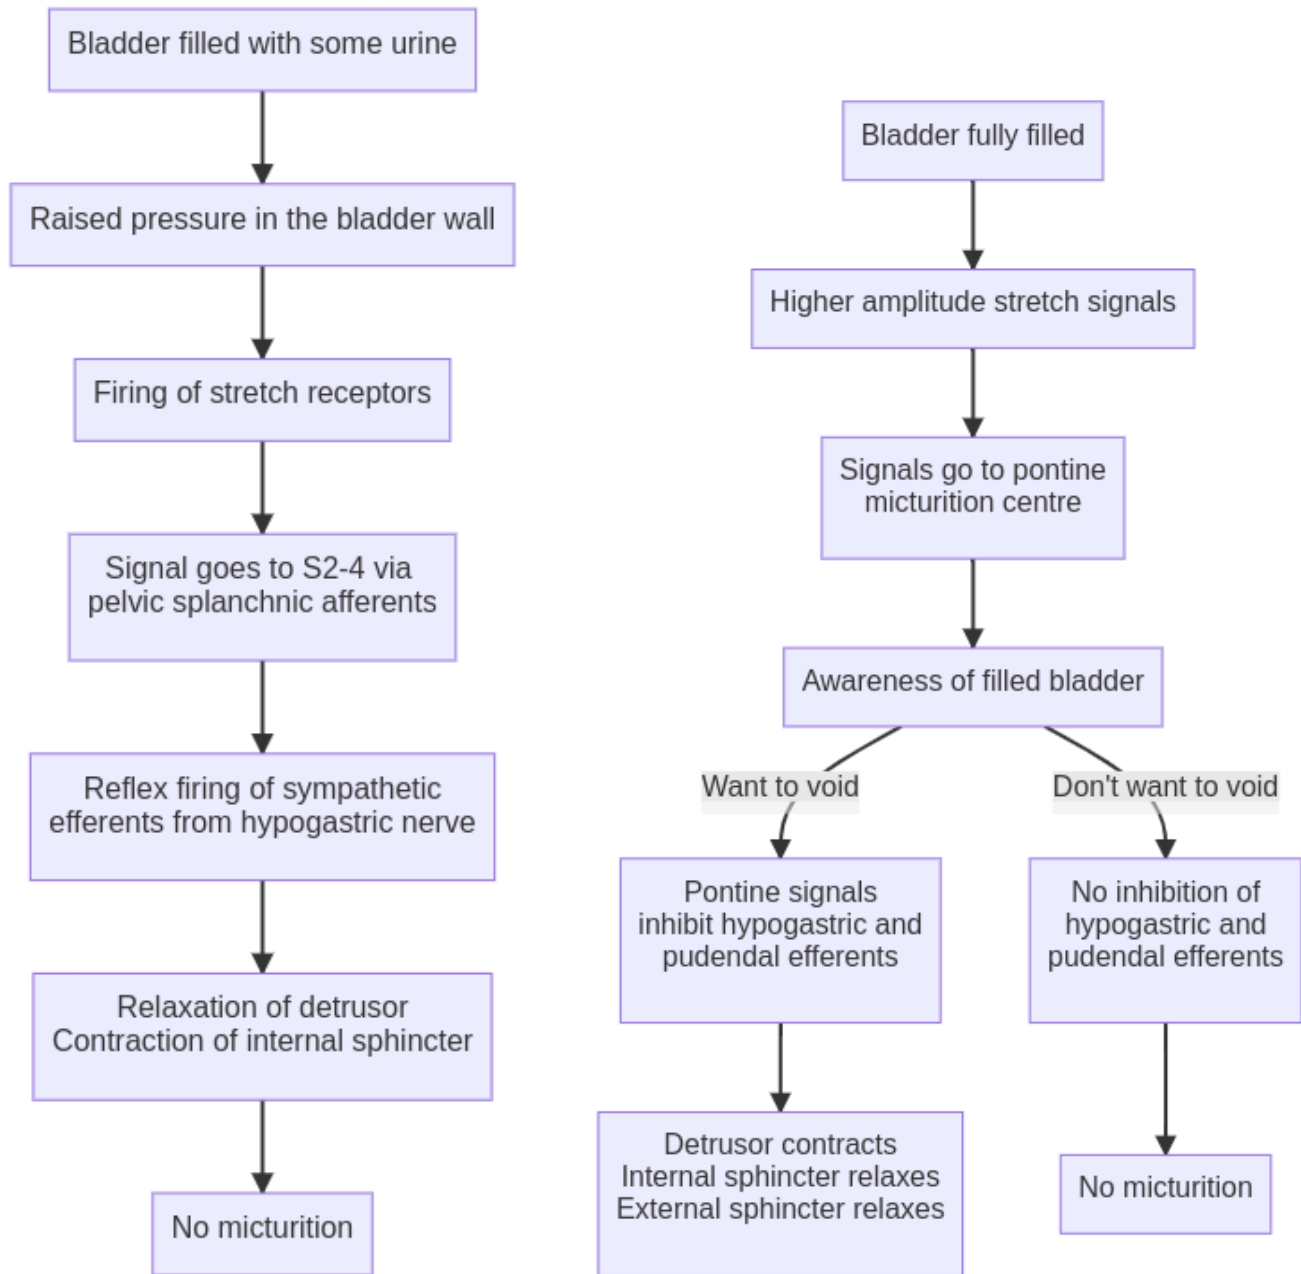 Bladder filled with some urine
Raised pressure in the bladder wall
Firing of stretch receptors
Signal goes to S2-4 via
pelvic splanchnic afferents
Reflex firing of sympathetic
efferents from hypogastric nerve
Relaxation of detrusor
Contraction of internal sphincter
No micturition
Bladder fully filled
Higher amplitude stretch signals
Signals go to pontine
micturition centre
Awareness of filled bladder
Want to void
Don't want to void
Pontine signals
inhibit hypogastric and
pudendal efferents
No inhibition of
hypogastric and
pudendal efferents
Detrusor contracts
Internal sphincter relaxes
External sphincter relaxes
No micturition